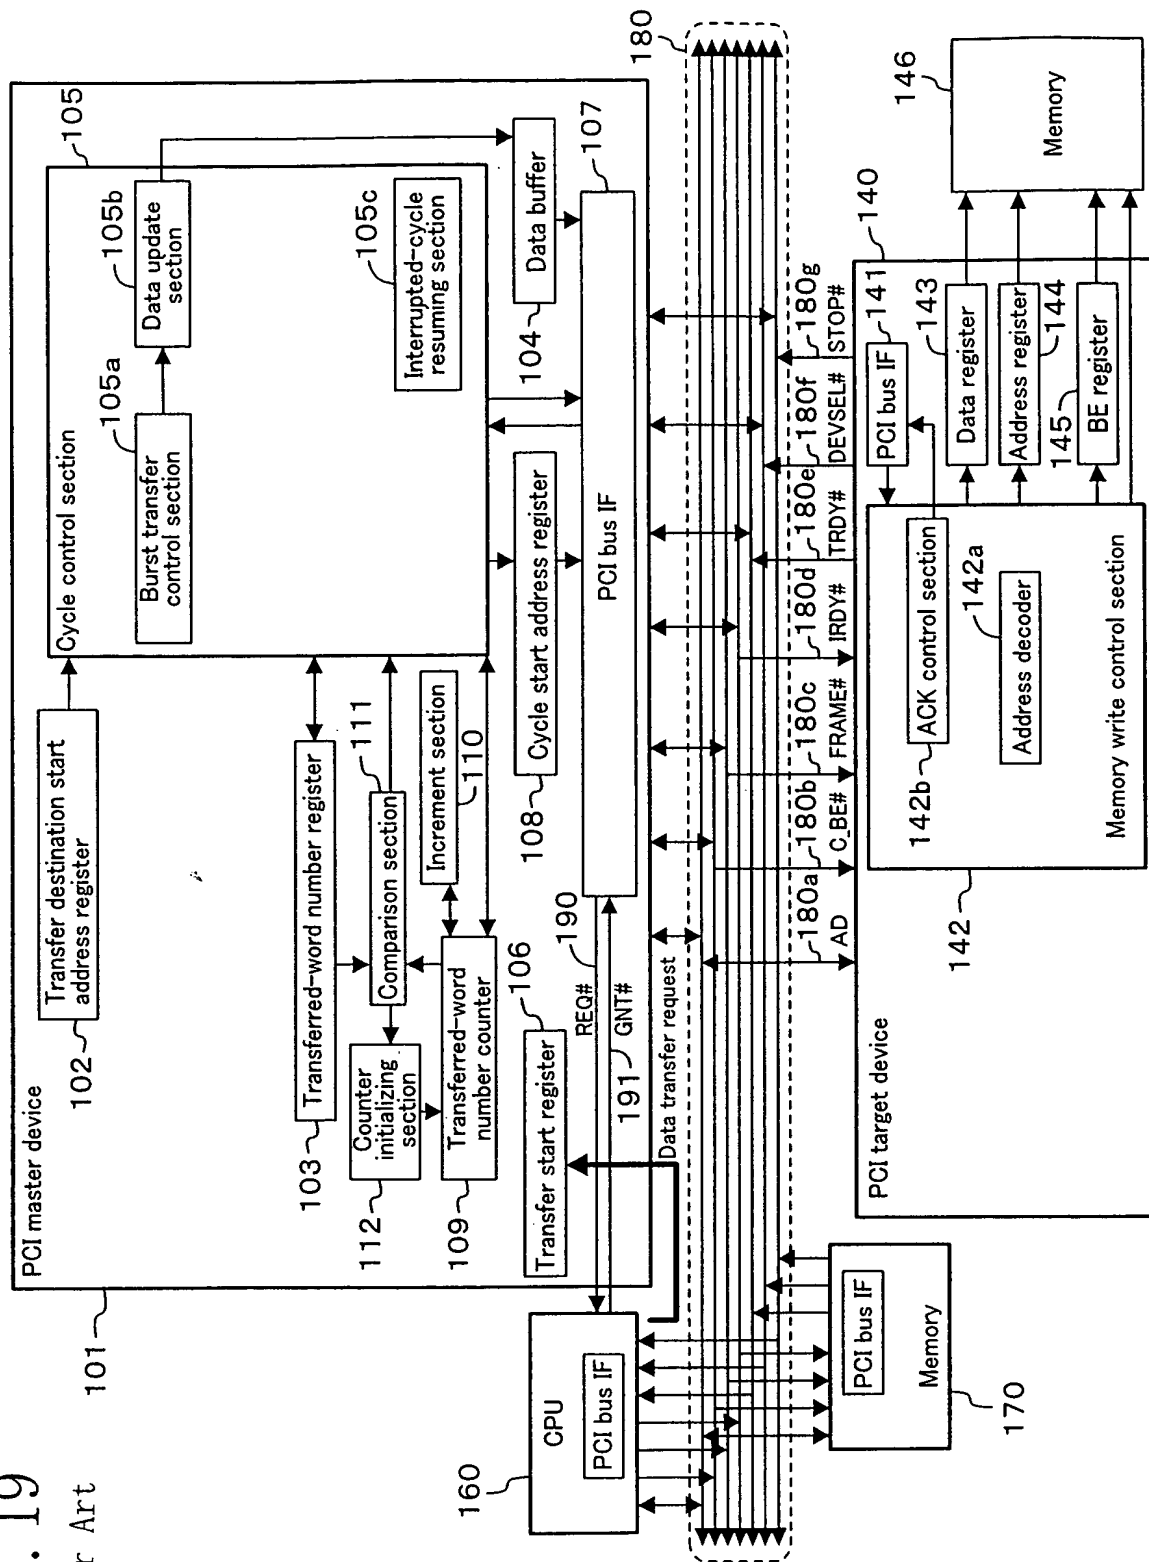 . 19
r Art
PCI master device
101
Transfer destination start
address register
102
Cycle control section
105
Burst transfer
control section
105a
Data update
section
105b
Interrupted-cycle
resuming section
105c
Transferred-word number register
103
Comparison section
111
Counter
initializing
section
112
Transferred-word
number counter
109
Increment section
110
Cycle start address register
108
Data buffer
104
Transfer start register
106
PCI bus IF
107
REQ#
190
GNT#
191
Data transfer request
180
CPU
PCI bus IF
160
PCI bus IF
Memory
170
180a
AD
180b
C_BE#
180c
FRAME#
180d
IRDY#
180e
TRDY#
180f
DEVSEL#
180g
STOP#
PCI target device
140
PCI bus IF
141
142
Memory write control section
ACK control section
142b
Address decoder
142a
Data register
143
Address register
144
BE register
145
Memory
146